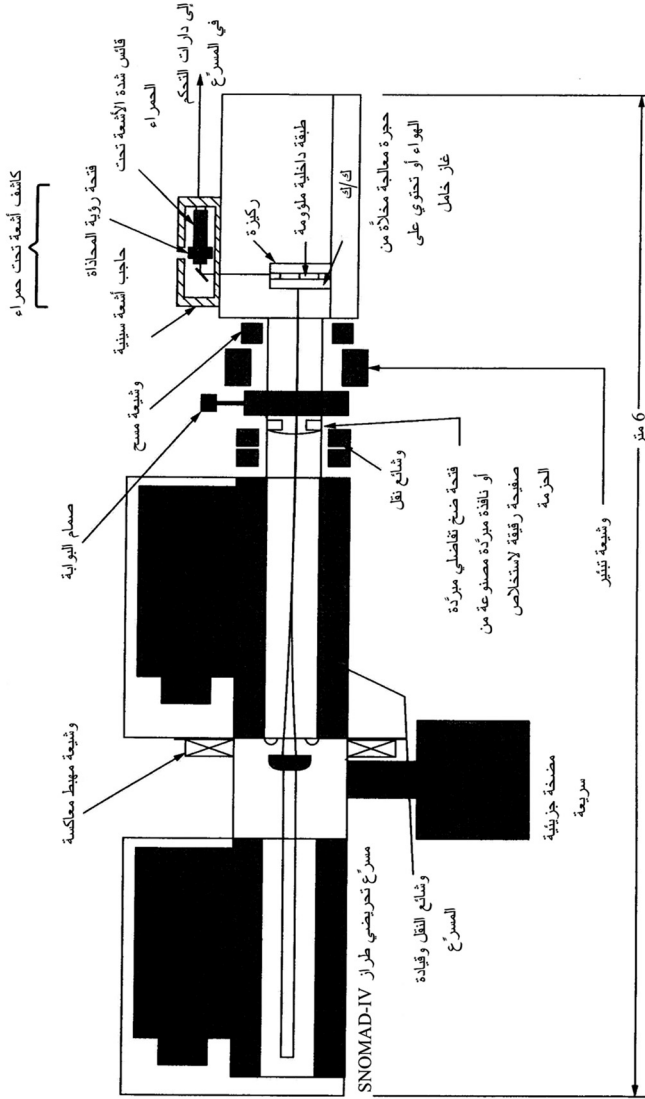 كاشف أشعة تحت حمراء
إلى دارات التحكم
في المسرّع
قائس شدة الأشعة تحت
الحمراء
فتحة رؤية المحاذاة
حاجب أشعة سينية
وشيعة مسح
صمام البوابة
وشيعة مهبط معاكسة
ركيزة
طبقة داخلية ملؤومة
ك/ك
حجرة معالجة مخلاة من
الهواء أو تحتوي على
غاز خامل
وشائع نقل
فتحة ضخ تفاضلي مبرَّدة
أو نافذة مبرَّدة مصنوعة من
صفيحة رقيقة لاستخلاص
الحزمة
وشيعة تبئير
مضخة جزيئية
سريعة
وشائع النقل وقيادة
المسرّع
مسرّع تحريضي طراز SNOMAD-IV
6 متر